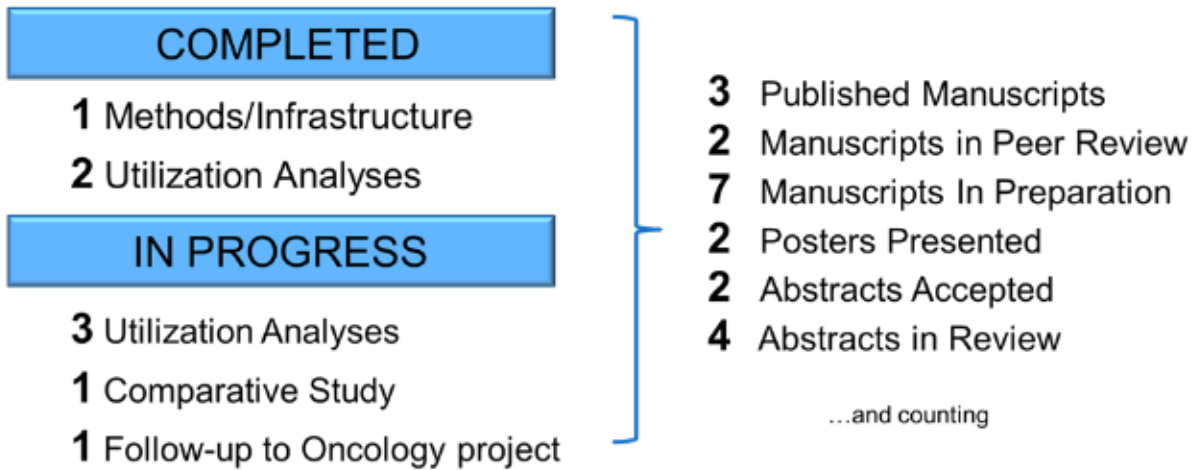 COMPLETED
1 Methods/Infrastructure
2 Utilization Analyses
IN PROGRESS
3 Utilization Analyses
1 Comparative Study
1 Follow-up to Oncology project
3 Published Manuscripts
2 Manuscripts in Peer Review
7 Manuscripts In Preparation
2 Posters Presented
2 Abstracts Accepted
4 Abstracts in Review
...and counting